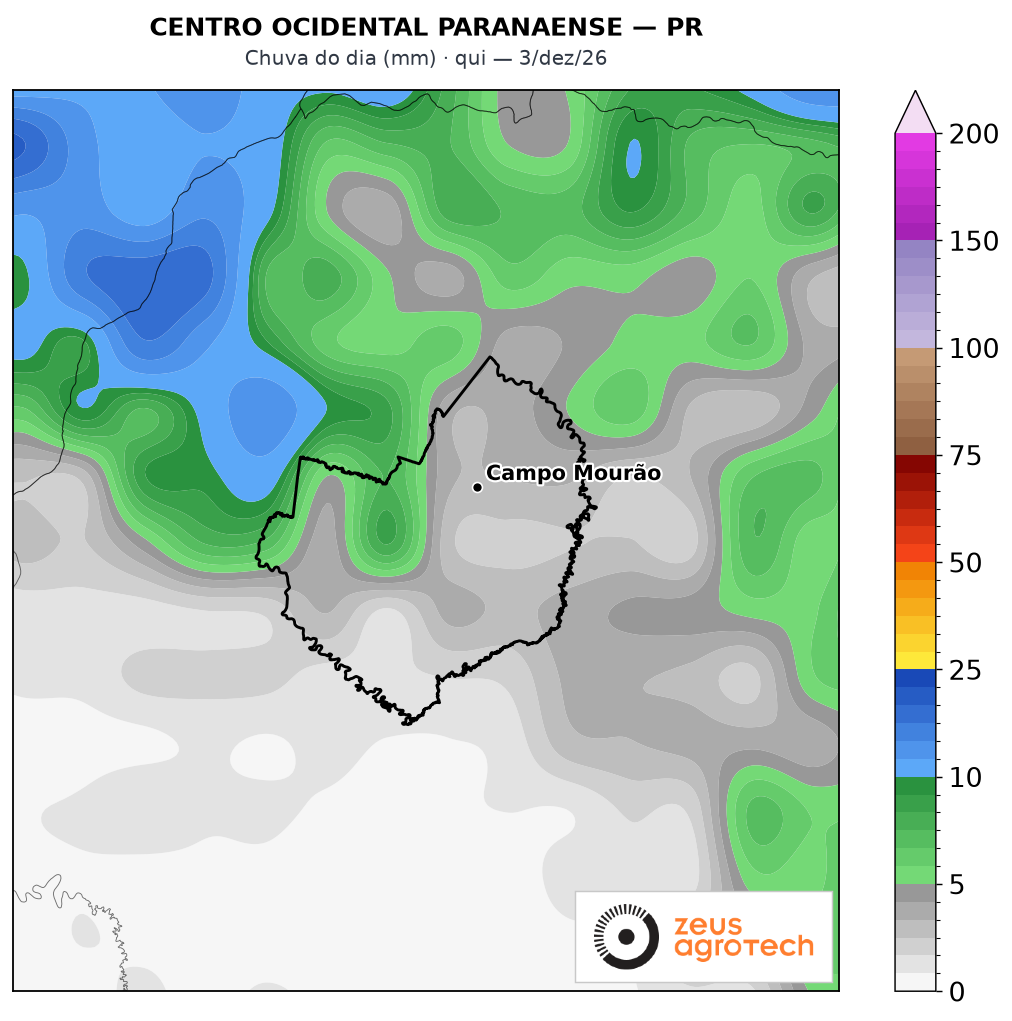 CENTRO OCIDENTAL PARANAENSE — PR
Chuva do dia (mm) · qui — 3/dez/26
200
150
100
75
50
25
10
5
0
Campo Mourão
zeus
agrotech